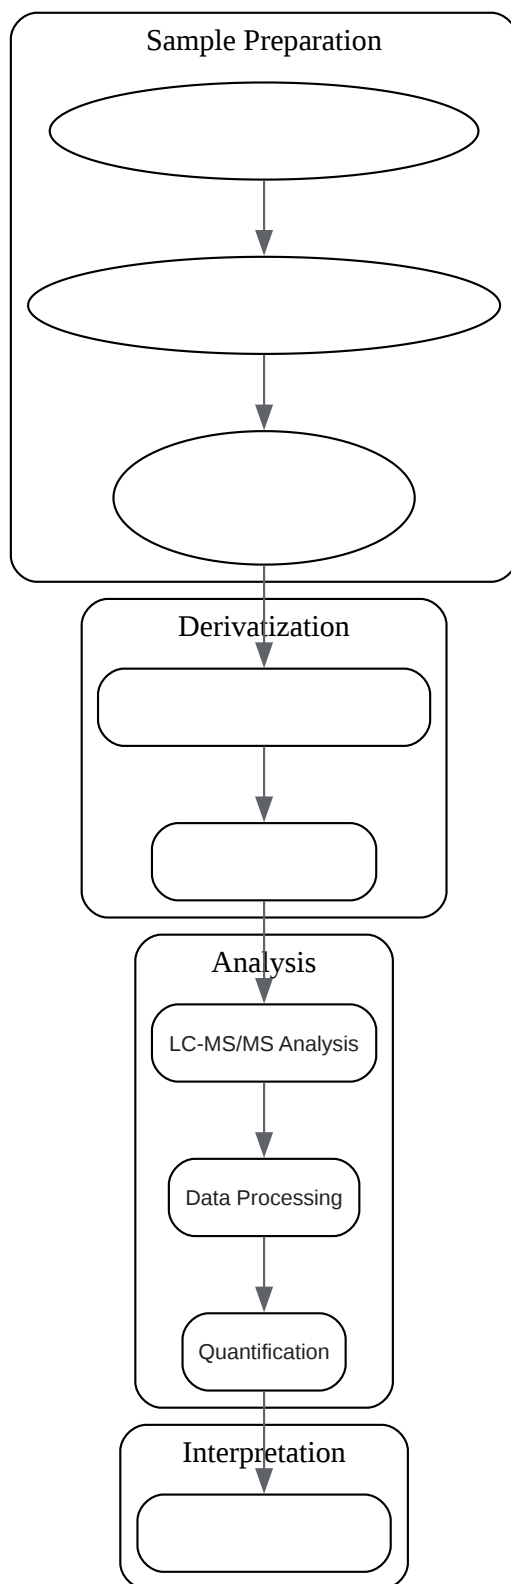 Sample Preparation
Derivatization
Analysis
LC-MS/MS Analysis
Data Processing
Quantification
Interpretation